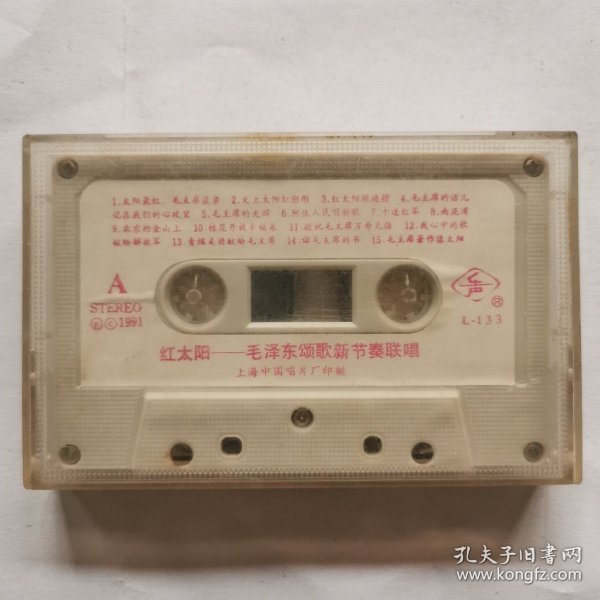 1.太阳最红,毛主席最亲 2.天上太阳红彤彤 3.红太阳照边疆 4.毛主席的话儿
记在我们的心坎里 5.毛主席的光辉 6.阿佤人民唱新歌 7.十送红军 8.南泥湾
9.北京的金山上 10.桂花开放幸福来 11.敬祝毛主席万寿无疆 12.我心中的歌
献给解放军 13.青稞美酒献给毛主席 14.读毛主席的书 15.毛主席著作像太阳
A
STEREO
Ⓟ©1991
®
L-133
红太阳——毛泽东颂歌新节奏联唱
上海中国唱片厂印制
孔夫子旧书网
www.kongfz.com